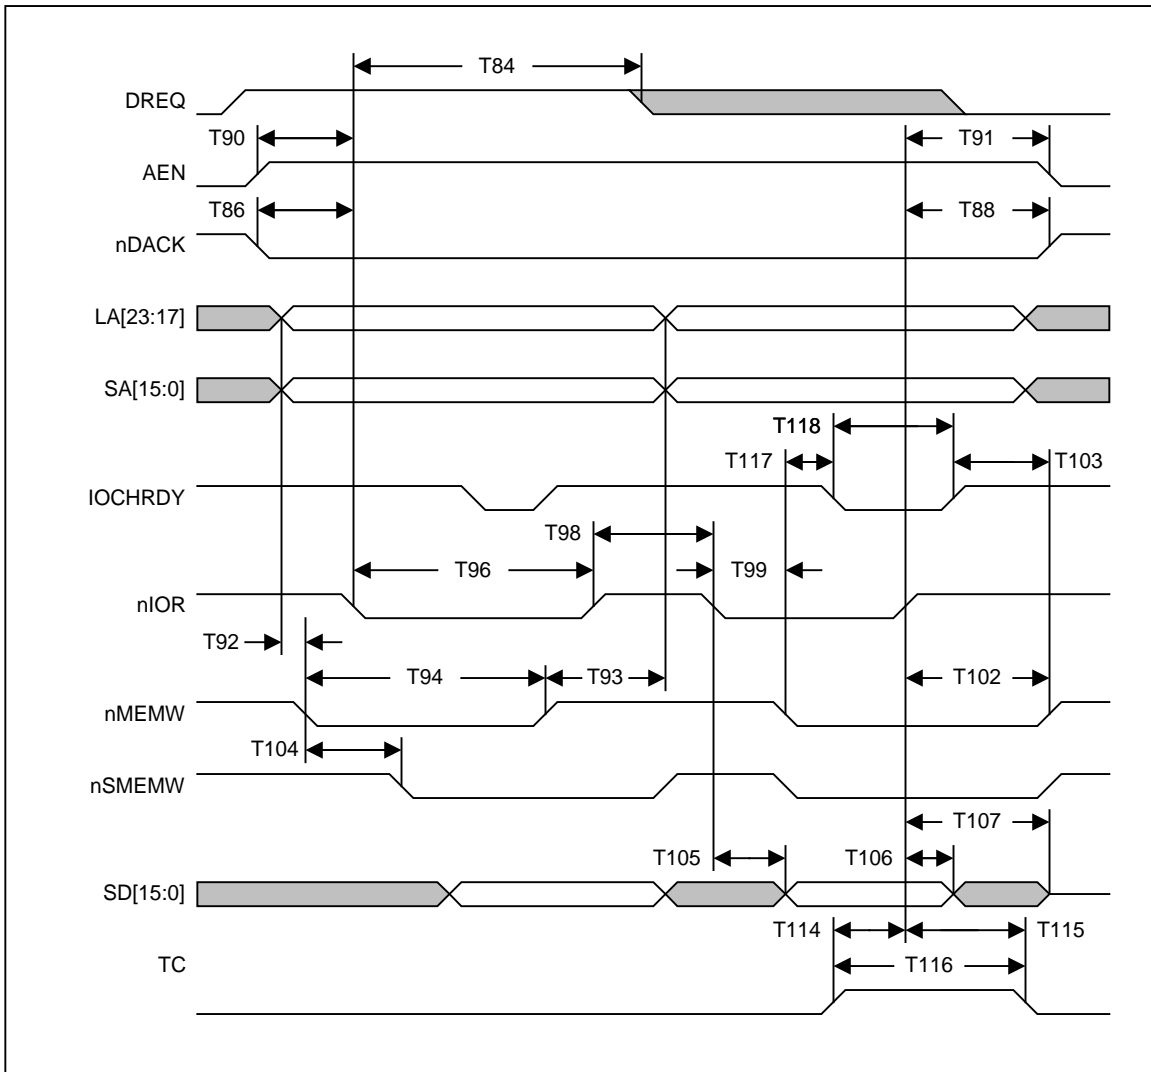 T84
DREQ
T90
T91
AEN
T86
T88
nDACK
LA[23:17]
SA[15:0]
T118
T117
T103
IOCHRDY
T98
T96
T99
nIOR
T92
T94
T93
T102
nMEMW
T104
nSMEMW
T107
T105
T106
SD[15:0]
T114
T115
TC
T116